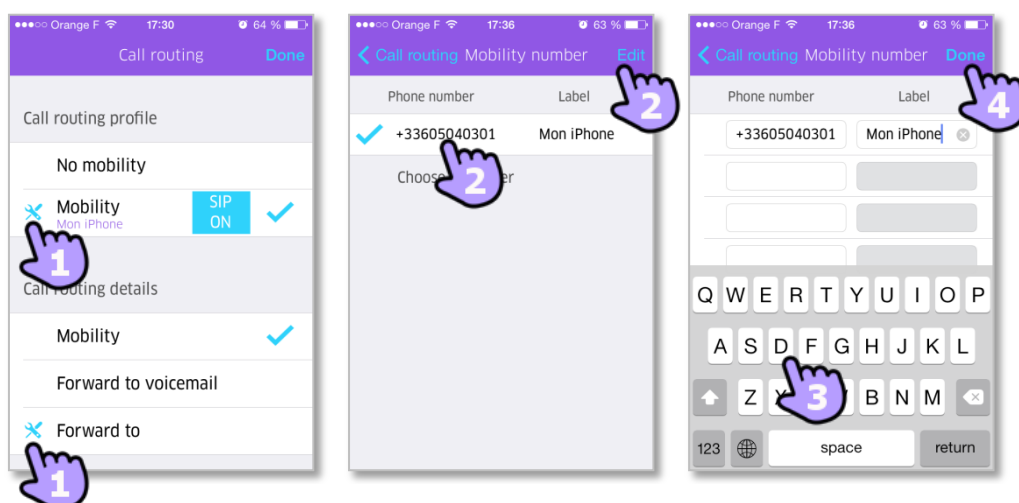 Orange F 17:30 64 %
Call routing Done
Call routing profile
No mobility
Mobility
Mon iPhone
SIP
ON
1
Call routing details
Mobility
Forward to voicemail
Forward to
1
Orange F 17:36 63 %
Call routing Mobility number Edit
2
Phone number Label
+33605040301 Mon iPhone
2
Orange F 17:36 63 %
Call routing Mobility number Done
4
Phone number Label
+33605040301 Mon iPhone
Q W E R T Y U I O P
A S D F G H J K L
3
Z B N M
123 space return